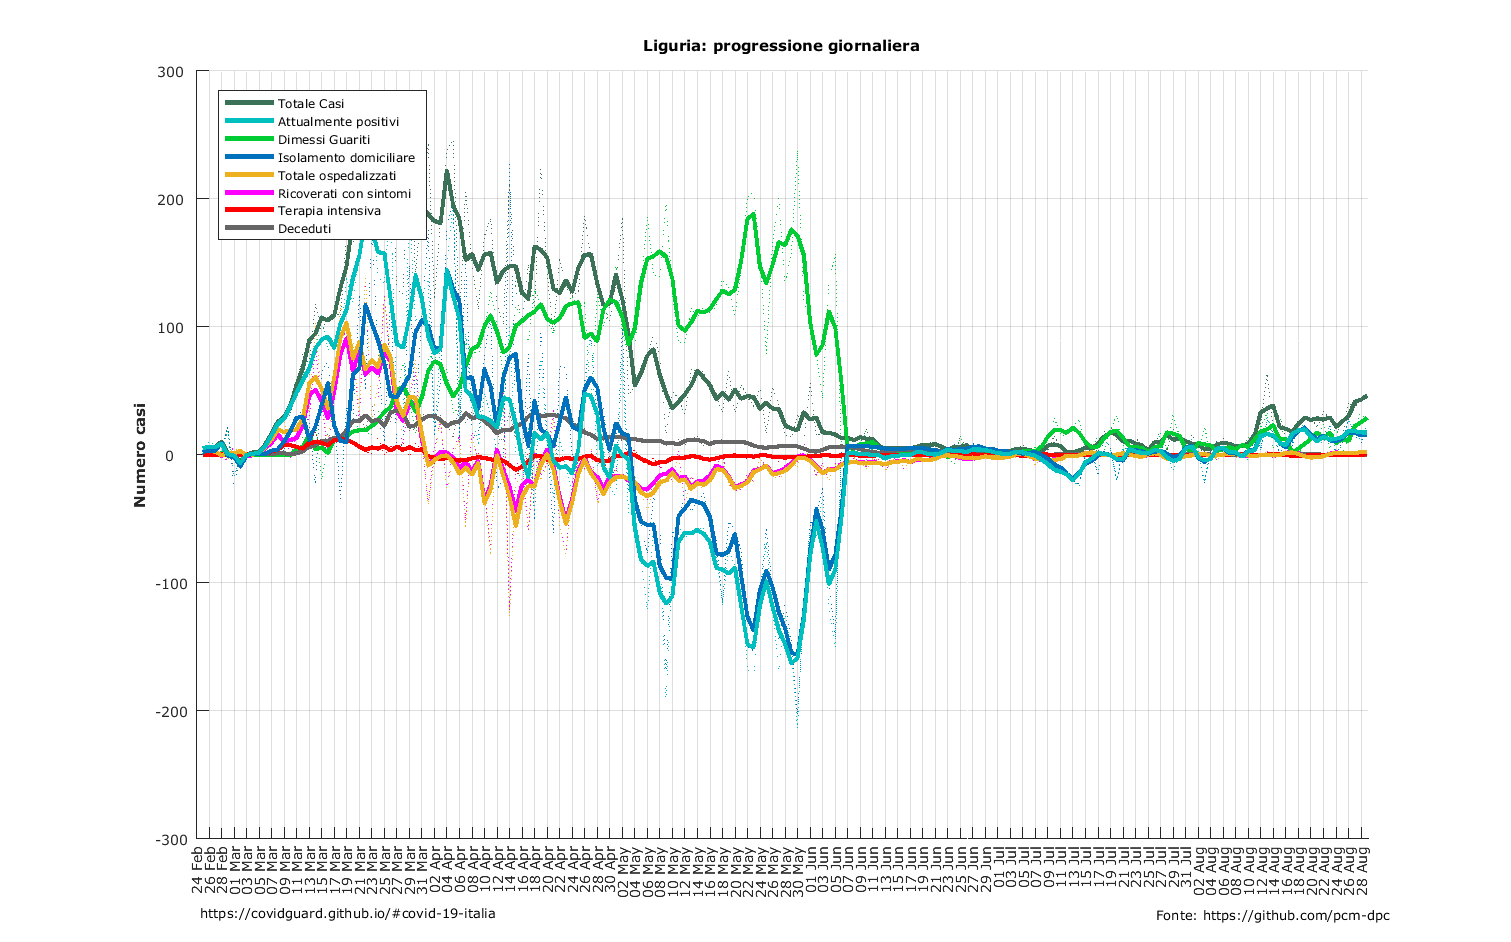 Liguria: progressione giornaliera
300
200
100
0
-100
-200
-300
Numero casi
Totale Casi
Attualmente positivi
Dimessi Guariti
Isolamento domiciliare
Totale ospedalizzati
Ricoverati con sintomi
Terapia intensiva
Deceduti
24 Feb
26 Feb
28 Feb
01 Mar
03 Mar
05 Mar
07 Mar
09 Mar
11 Mar
13 Mar
15 Mar
17 Mar
19 Mar
21 Mar
23 Mar
25 Mar
27 Mar
29 Mar
31 Mar
02 Apr
04 Apr
06 Apr
08 Apr
10 Apr
12 Apr
14 Apr
16 Apr
18 Apr
20 Apr
22 Apr
24 Apr
26 Apr
28 Apr
30 Apr
02 May
04 May
06 May
08 May
10 May
12 May
14 May
16 May
18 May
20 May
22 May
24 May
26 May
28 May
30 May
01 Jun
03 Jun
05 Jun
07 Jun
09 Jun
11 Jun
13 Jun
15 Jun
17 Jun
19 Jun
21 Jun
23 Jun
25 Jun
27 Jun
29 Jun
01 Jul
03 Jul
05 Jul
07 Jul
09 Jul
11 Jul
13 Jul
15 Jul
17 Jul
19 Jul
21 Jul
23 Jul
25 Jul
27 Jul
29 Jul
31 Jul
02 Aug
04 Aug
06 Aug
08 Aug
10 Aug
12 Aug
14 Aug
16 Aug
18 Aug
20 Aug
22 Aug
24 Aug
26 Aug
28 Aug
https://covidguard.github.io/#covid-19-italia
Fonte: https://github.com/pcm-dpc